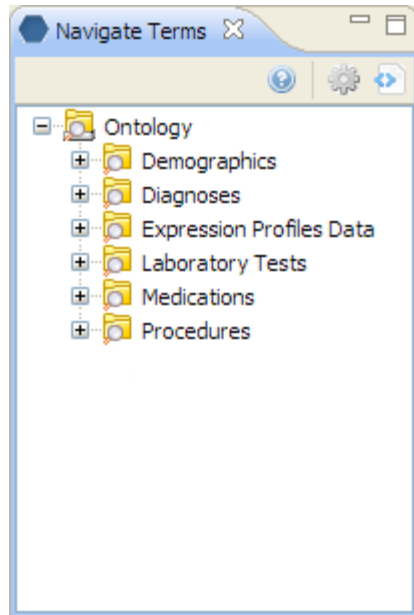 Navigate Terms
Ontology
Demographics
Diagnoses
Expression Profiles Data
Laboratory Tests
Medications
Procedures